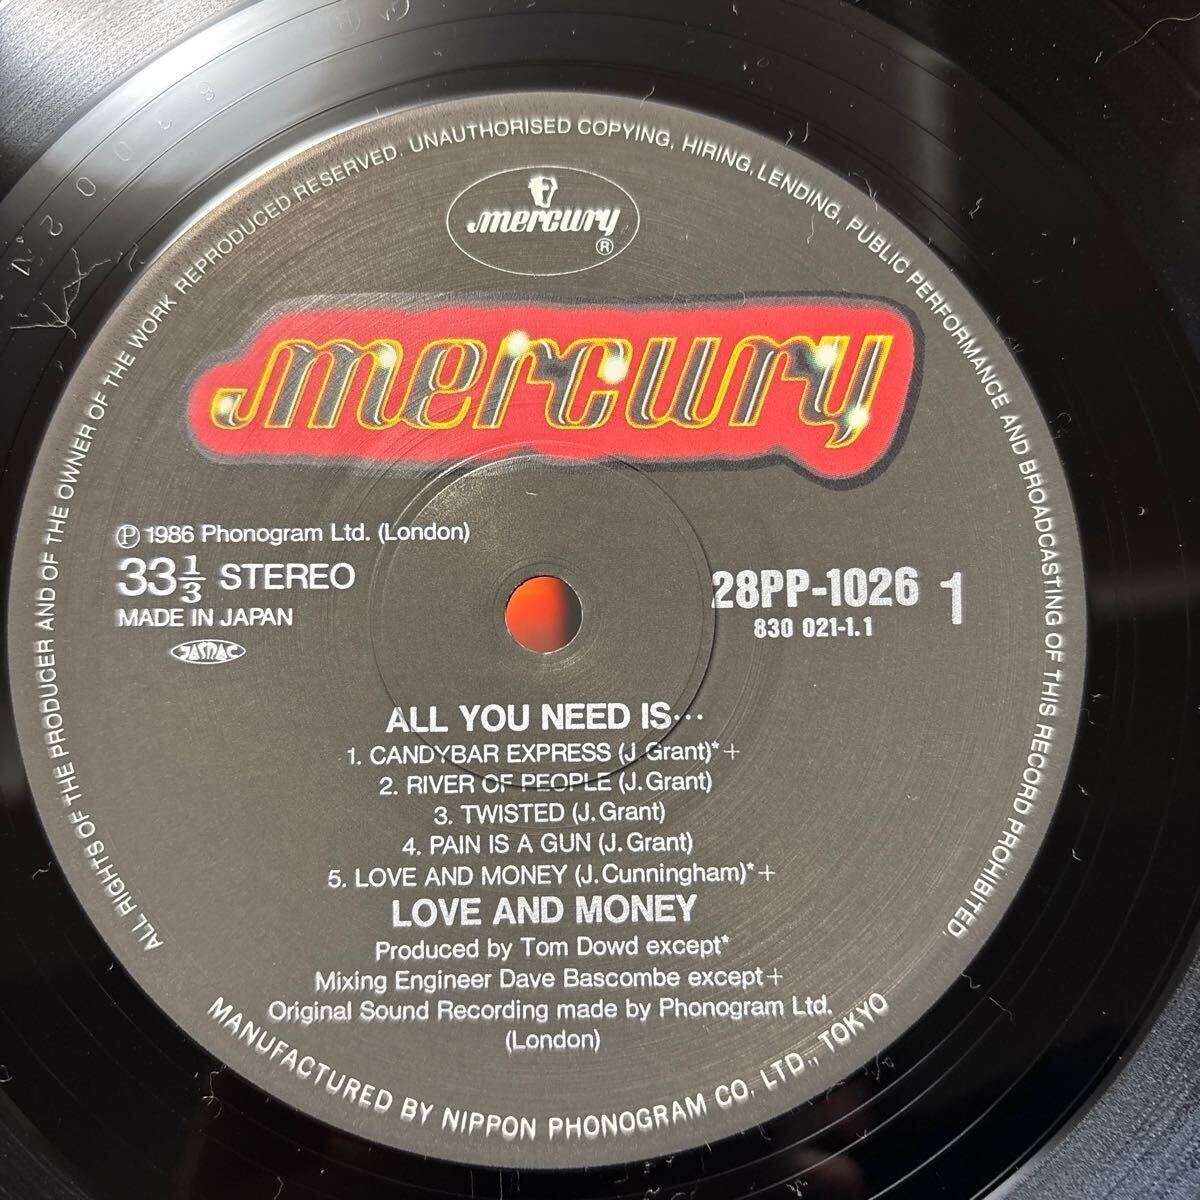 ALL RIGHTS OF THE PRODUCER AND OF THE OWNER OF THE WORK REPRODUCED RESERVED. UNAUTHORISED COPYING, HIRING, LENDING, PUBLIC PERFORMANCE AND BROADCASTING OF THIS RECORD PROHIBITED.
mercury
®
mercury
℗ 1986 Phonogram Ltd. (London)
33 1/3 STEREO
MADE IN JAPAN
JASRAC
28PP-1026 1
830 021-1.1
ALL YOU NEED IS…
1. CANDYBAR EXPRESS (J Grant)*+
2. RIVER OF PEOPLE (J. Grant)
3. TWISTED (J. Grant)
4. PAIN IS A GUN (J. Grant)
5. LOVE AND MONEY (J. Cunningham)*+
LOVE AND MONEY
Produced by Tom Dowd except*
Mixing Engineer Dave Bascombe except+
Original Sound Recording made by Phonogram Ltd.
(London)
MANUFACTURED BY NIPPON PHONOGRAM CO. LTD., TOKYO